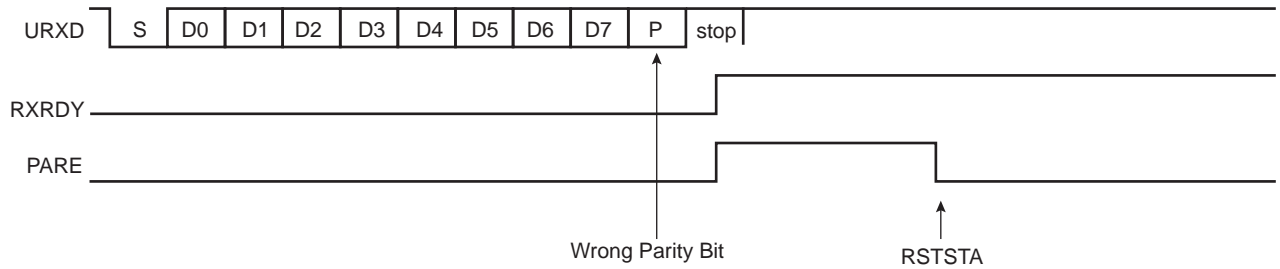 URXD S D0 D1 D2 D3 D4 D5 D6 D7 P stop
RXRDY
PARE
Wrong Parity Bit RSTSTA